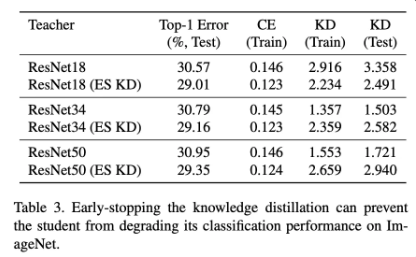 Teacher Top-1 Error CE KD KD
(%, Test) (Train) (Train) (Test)
ResNet18 30.57 0.146 2.916 3.358
ResNet18 (ES KD) 29.01 0.123 2.234 2.491
ResNet34 30.79 0.145 1.357 1.503
ResNet34 (ES KD) 29.16 0.123 2.359 2.582
ResNet50 30.95 0.146 1.553 1.721
ResNet50 (ES KD) 29.35 0.124 2.659 2.940
Table 3. Early-stopping the knowledge distillation can prevent
the student from degrading its classification performance on Im-
ageNet.